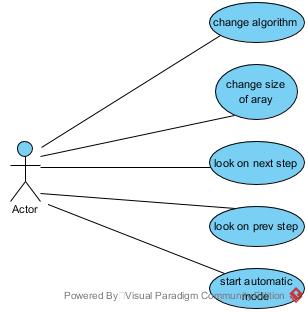 change algorithm
change size
of aray
look on next step
Actor
look on prev step
start automatic
mode
Powered By Visual Paradigm Community Edition